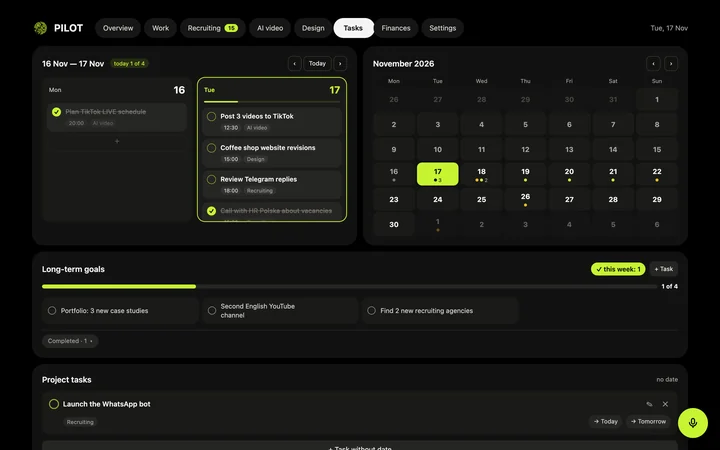 PILOT
Overview
Work
Recruiting 15
AI video
Design
Tasks
Finances
Settings
Tue, 17 Nov
16 Nov — 17 Nov
today 1 of 4
Today
Mon 16
Plan TikTok LIVE schedule
20:00 AI video
+
Tue 17
Post 3 videos to TikTok
12:30 AI video
Coffee shop website revisions
15:00 Design
Review Telegram replies
18:00 Recruiting
Call with HR Polska about vacancies
November 2026
Mon Tue Wed Thu Fri Sat Sun
26 27 28 29 30 31 1
2 3 4 5 6 7 8
9 10 11 12 13 14 15
16 17 18 19 20 21 22
3 2
23 24 25 26 27 28 29
30 1 2 3 4 5 6
Long-term goals
✓ this week: 1
+ Task
1 of 4
Portfolio: 3 new case studies
Second English YouTube
channel
Find 2 new recruiting agencies
Completed · 1
Project tasks
no date
Launch the WhatsApp bot
Recruiting
→ Today
→ Tomorrow
+ Task without date